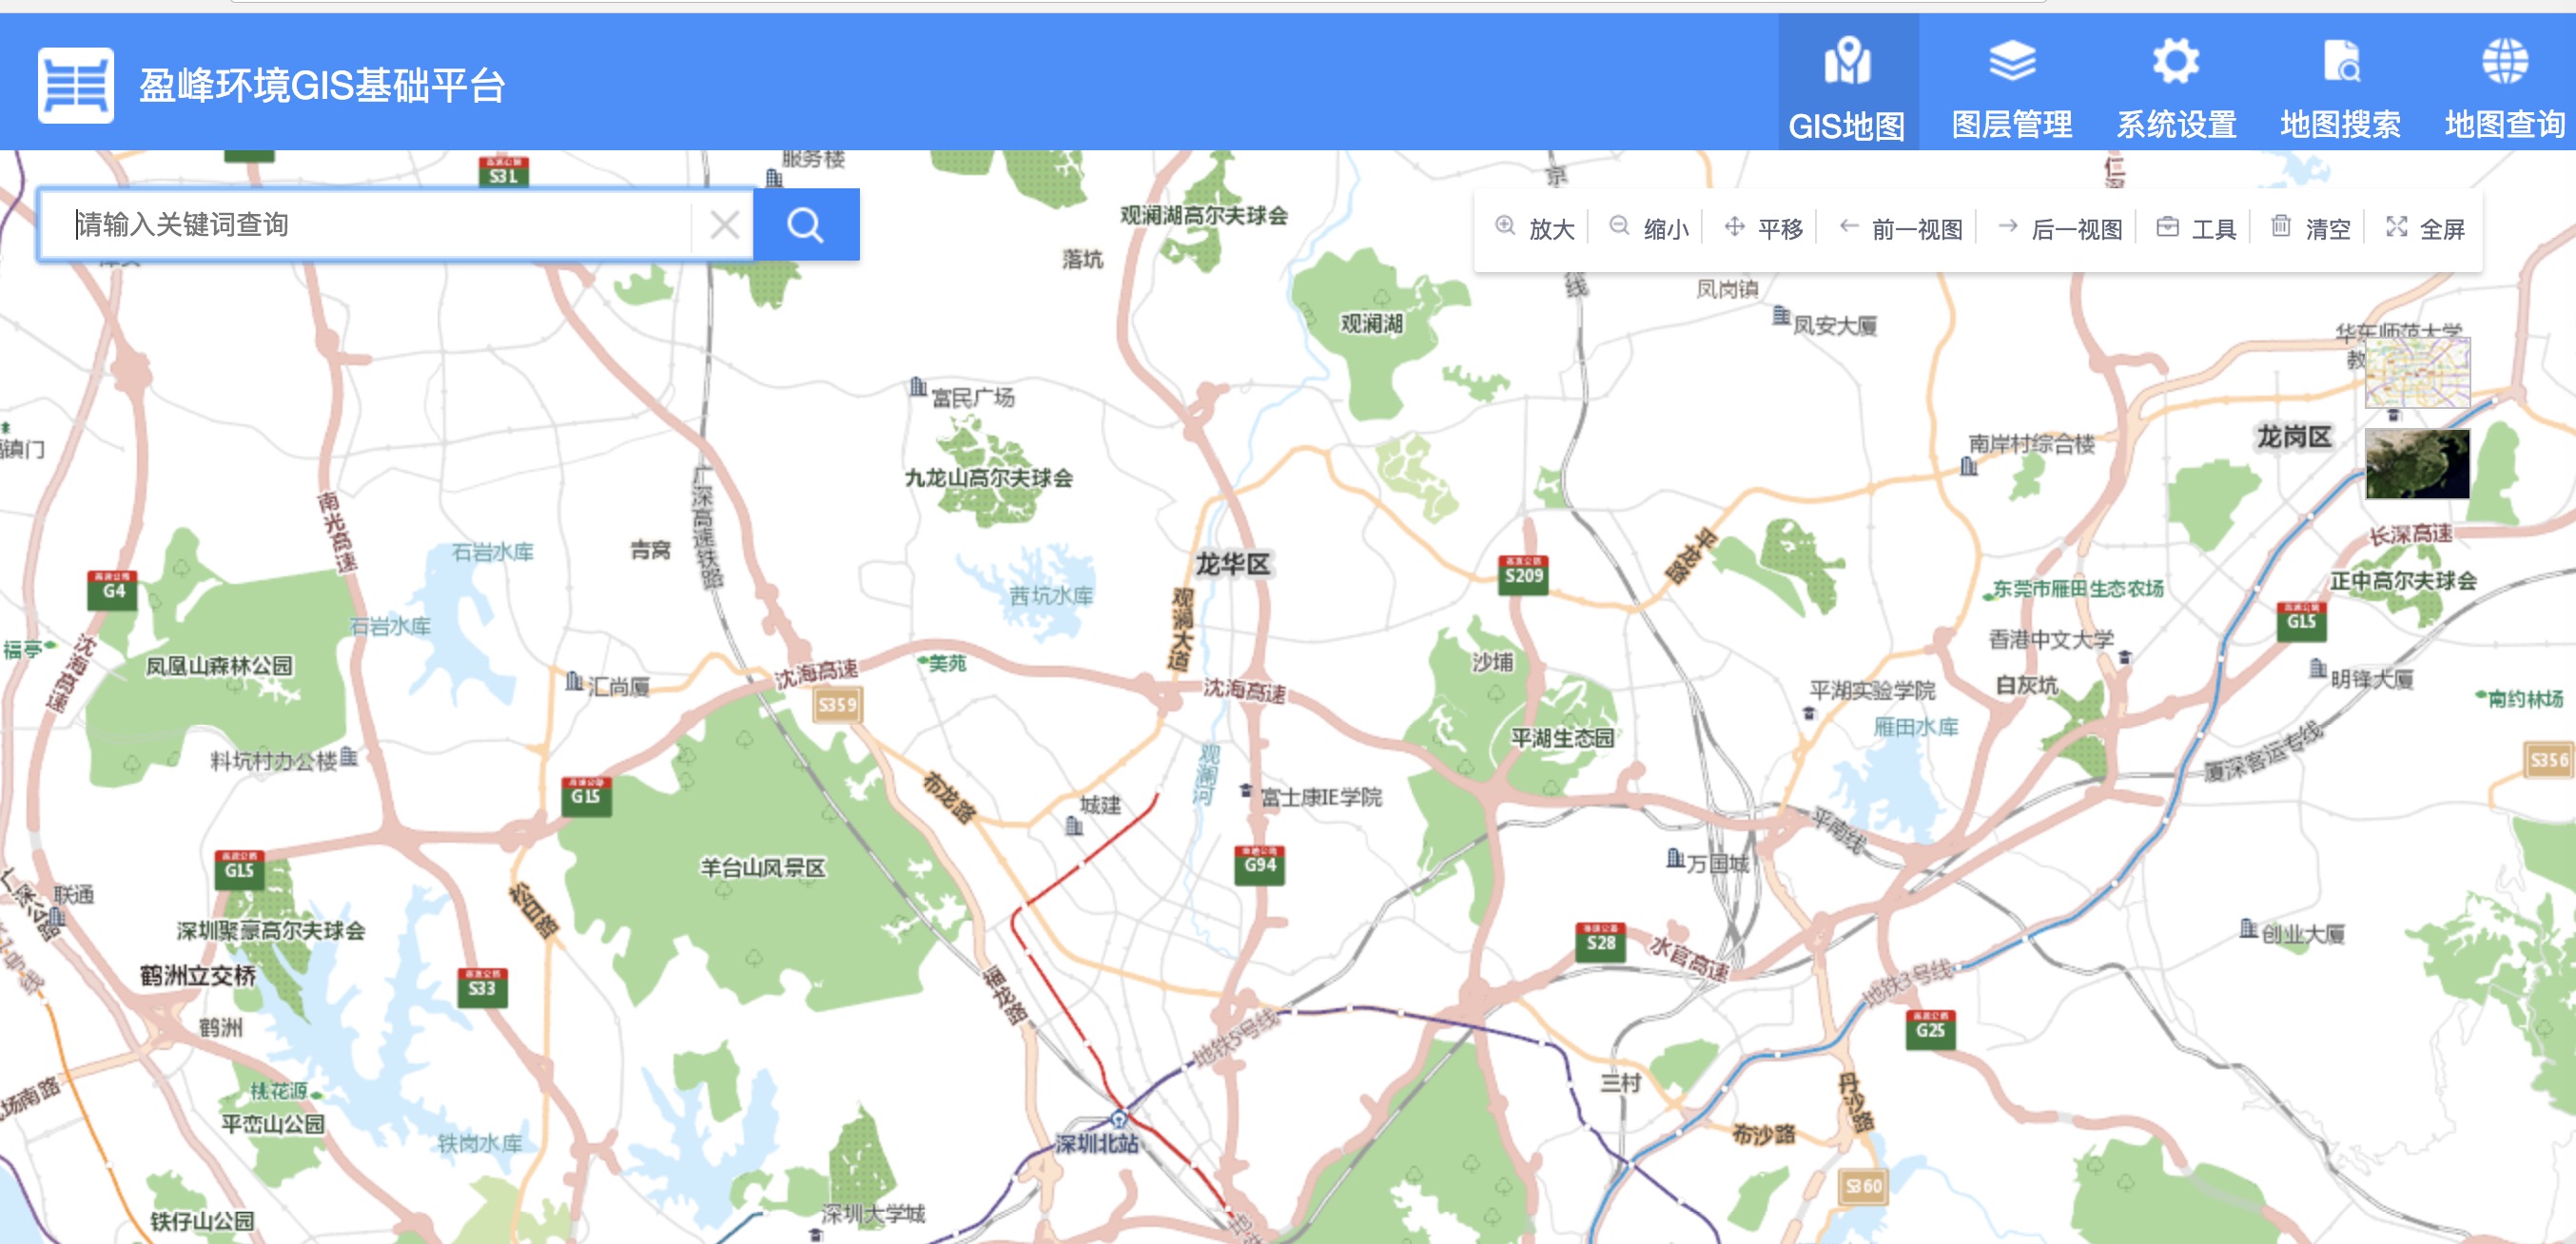 盈峰环境GIS基础平台
GIS地图
图层管理
系统设置
地图搜索
地图查询
请输入关键词查询
放大
缩小
平移
前一视图
后一视图
工具
清空
全屏
服务楼
S31
观澜湖高尔夫球会
落坑
京
线
凤岗镇
观澜湖
凤安大厦
华东师范大学
富民广场
龙岗区
南岸村综合楼
镇门
九龙山高尔夫球会
广深高速铁路
南光高速
长深高速
石岩水库
龙华区
平龙路
G4
S209
茜坑水库
东莞市雁田生态农场
正中高尔夫球会
观澜大道
G15
石岩水库
福亭
沈海高速
香港中文大学
凤凰山森林公园
美苑
沙埔
沈海高速
汇尚厦
沈海高速
平湖实验学院
白灰坑
明锋大厦
南约林场
S359
雁田水库
平湖生态园
料坑村办公楼
厦深客运专线
S356
观澜河
布龙路
G15
城建
富士康IE学院
平南线
羊台山风景区
G94
万国城
G15
联通
松白路
深圳聚豪高尔夫球会
S28
创业大厦
水官高速
鹤洲立交桥
S33
福龙路
地铁3号线
鹤洲
地铁5号线
G25
三村
桃花源
场南路
丹沙路
平峦山公园
铁岗水库
深圳北站
布沙路
S360
铁仔山公园
深圳大学城